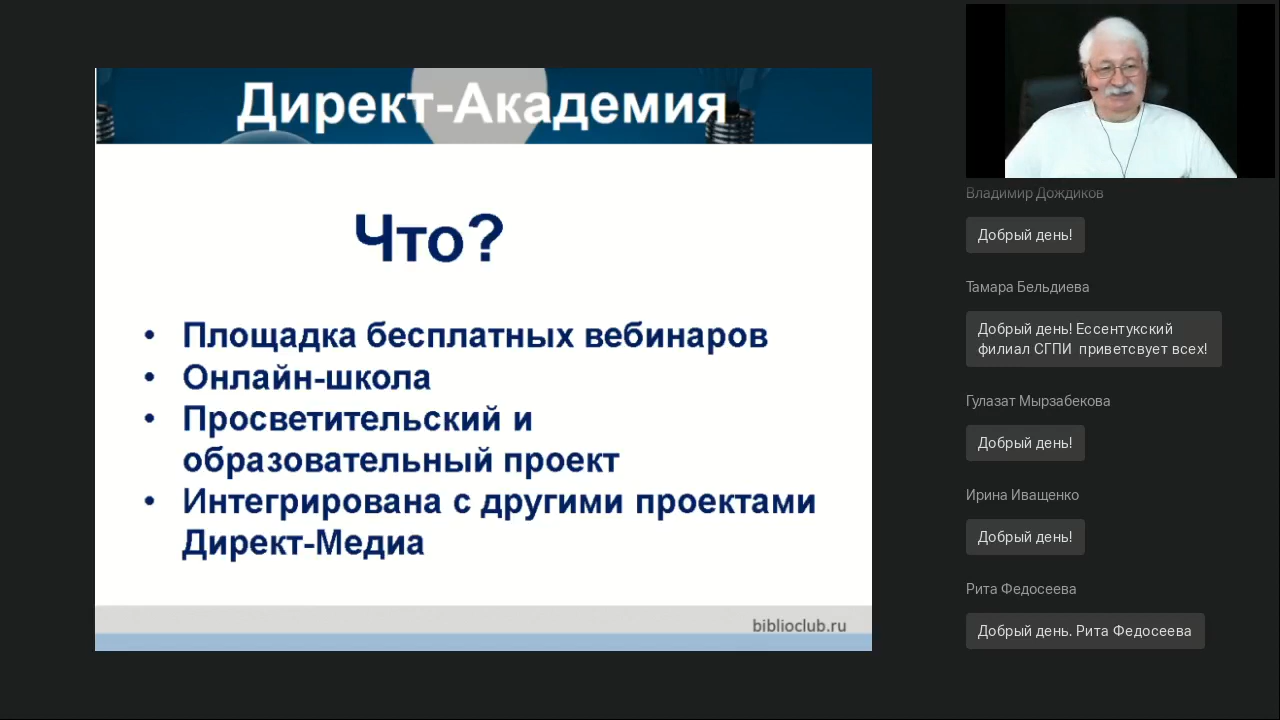 Директ-Академия
Что?
• Площадка бесплатных вебинаров
• Онлайн-школа
• Просветительский и
образовательный проект
• Интегрирована с другими проектами
Директ-Медиа
biblioclub.ru
Владимир Дождиков
Добрый день!
Тамара Бельдиева
Добрый день! Ессентукский
филиал СГПИ приветсвует всех!
Гулазат Мырзабекова
Добрый день!
Ирина Иващенко
Добрый день!
Рита Федосеева
Добрый день. Рита Федосеева